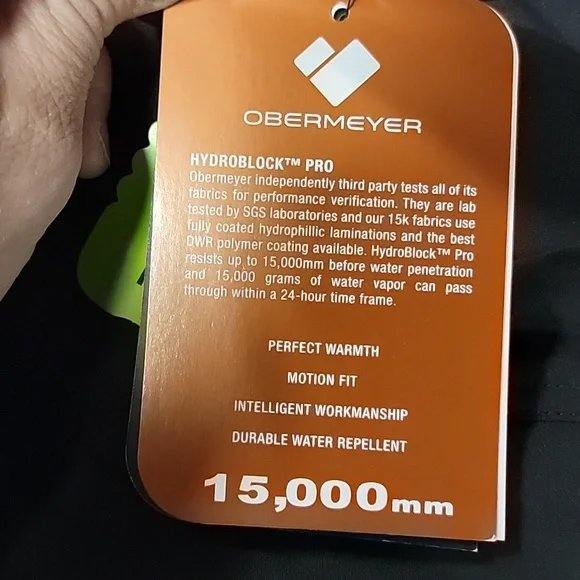 OBERMEYER
HYDROBLOCK™ PRO
Obermeyer independently third party tests all of its
fabrics for performance verification. They are lab
tested by SGS laboratories and our 15k fabrics use
fully coated hydrophillic laminations and the best
DWR polymer coating available. HydroBlock™ Pro
resists up to 15,000mm before water penetration
and 15,000 grams of water vapor can pass
through within a 24-hour time frame.
PERFECT WARMTH
MOTION FIT
INTELLIGENT WORKMANSHIP
DURABLE WATER REPELLENT
15,000mm